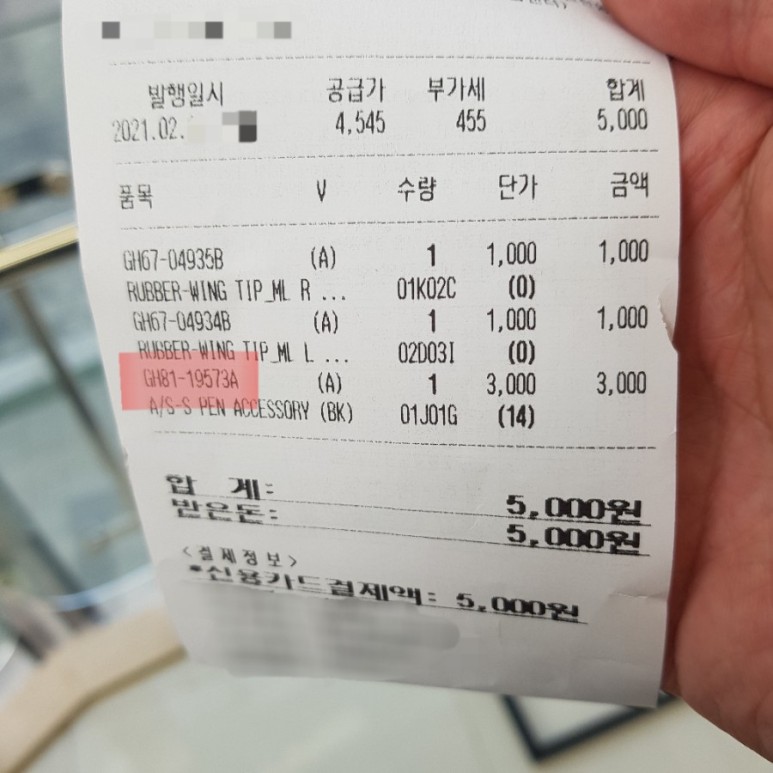 발행일시 공급가 부가세 합계
2021.02. 4,545 455 5,000
품목 V 수량 단가 금액
GH67-04935B (A) 1 1,000 1,000
RUBBER-WING TIP_ML R ... 01K02C (0)
GH67-04934B (A) 1 1,000 1,000
RUBBER-WING TIP_ML L ... 02D03I (0)
GH81-19573A (A) 1 3,000 3,000
A/S-S PEN ACCESSORY (BK) 01J01G (14)
합 계: 5,000원
받은돈: 5,000원
<결제정보>
*신용카드결제액: 5,000원